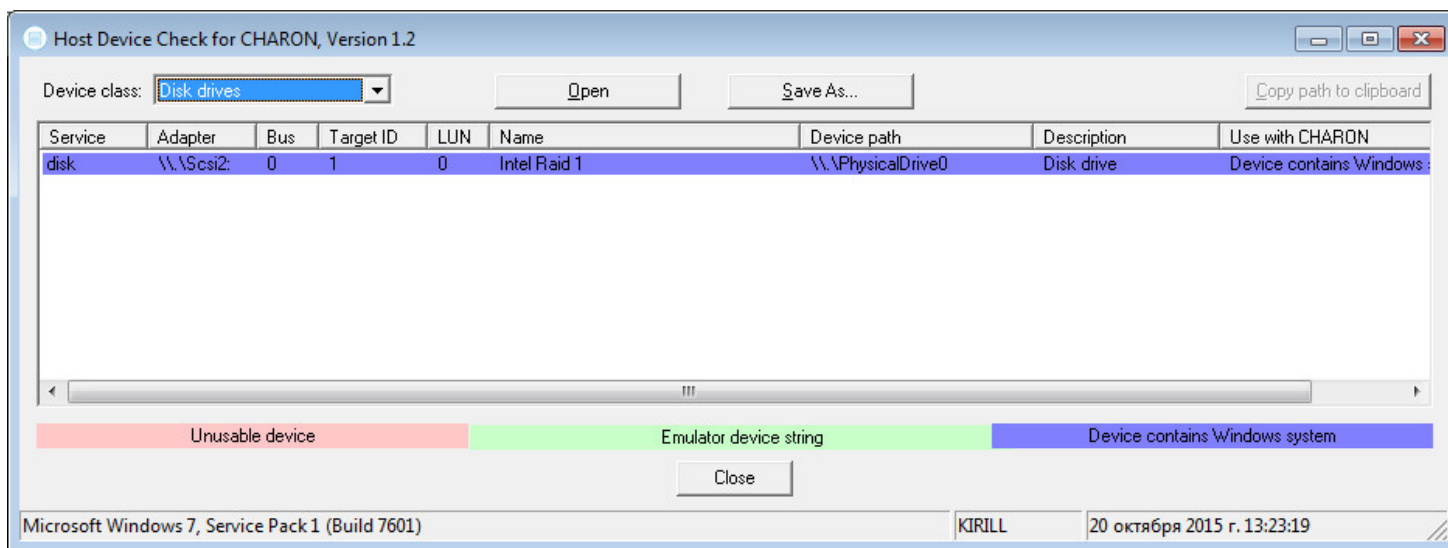 Host Device Check for CHARON, Version 1.2
Device class: Disk drives Open Save As... Copy path to clipboard
Service Adapter Bus Target ID LUN Name Device path Description Use with CHARON
disk \\.\Scsi2: 0 1 0 Intel Raid 1 \\.\PhysicalDrive0 Disk drive Device contains Windows
Unusable device Emulator device string Device contains Windows system
Close
Microsoft Windows 7, Service Pack 1 (Build 7601) KIRILL 20 октября 2015 г. 13:23:19